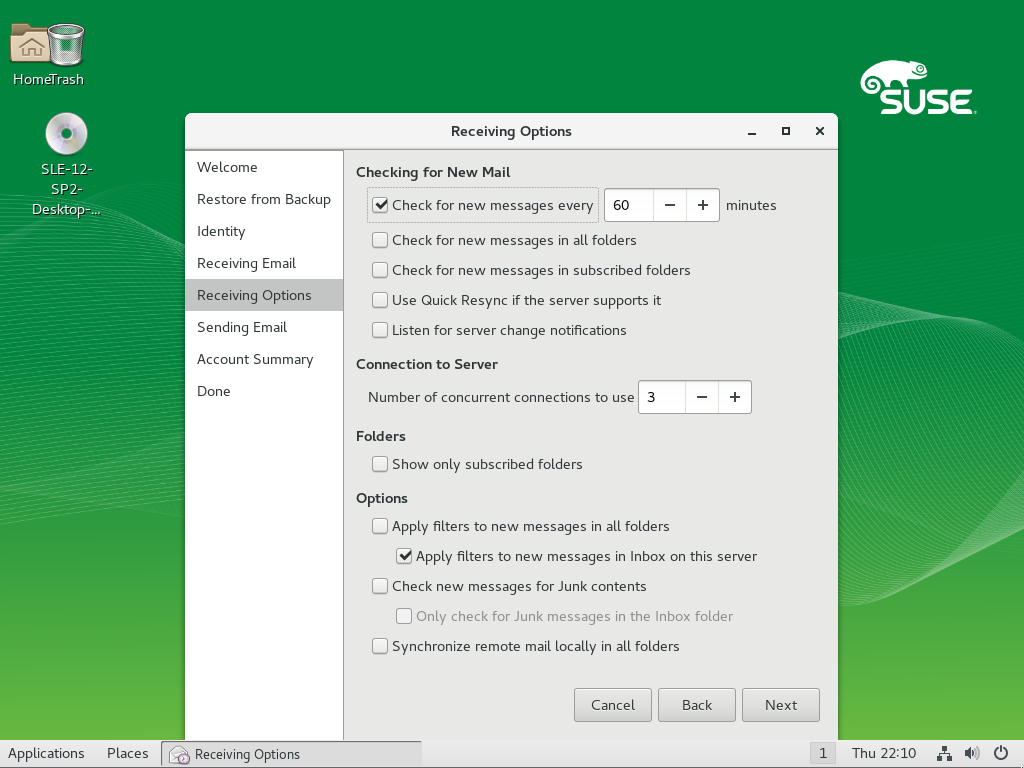 Home
Trash
SLE-12-
SP2-
Desktop-...
SUSE
Receiving Options
Welcome
Restore from Backup
Identity
Receiving Email
Receiving Options
Sending Email
Account Summary
Done
Checking for New Mail
Check for new messages every 60 minutes
Check for new messages in all folders
Check for new messages in subscribed folders
Use Quick Resync if the server supports it
Listen for server change notifications
Connection to Server
Number of concurrent connections to use 3
Folders
Show only subscribed folders
Options
Apply filters to new messages in all folders
Apply filters to new messages in Inbox on this server
Check new messages for Junk contents
Only check for Junk messages in the Inbox folder
Synchronize remote mail locally in all folders
Cancel Back Next
Applications Places Receiving Options 1 Thu 22:10